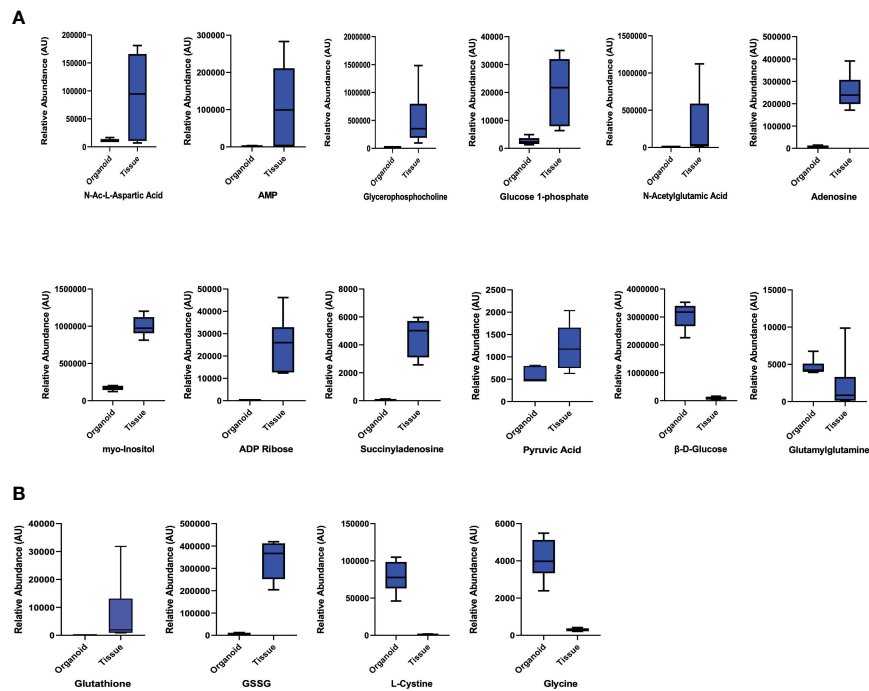 A
Relative Abundance (AU)
200000
150000
100000
50000
0
Organoid
Tissue
N-Ac-L-Aspartic Acid
Relative Abundance (AU)
300000
200000
100000
0
Organoid
Tissue
AMP
Relative Abundance (AU)
2000000
1500000
1000000
500000
0
Organoid
Tissue
Glycerophosphocholine
Relative Abundance (AU)
40000
30000
20000
10000
0
Organoid
Tissue
Glucose 1-phosphate
Relative Abundance (AU)
1500000
1000000
500000
0
Organoid
Tissue
N-Acetylglutamic Acid
Relative Abundance (AU)
500000
400000
300000
200000
100000
0
Organoid
Tissue
Adenosine
Relative Abundance (AU)
1500000
1000000
500000
0
Organoid
Tissue
myo-Inositol
Relative Abundance (AU)
50000
40000
30000
20000
10000
0
Organoid
Tissue
ADP Ribose
Relative Abundance (AU)
8000
6000
4000
2000
0
Organoid
Tissue
Succinyladenosine
Relative Abundance (AU)
2500
2000
1500
1000
500
0
Organoid
Tissue
Pyruvic Acid
Relative Abundance (AU)
4000000
3000000
2000000
1000000
0
Organoid
Tissue
β-D-Glucose
Relative Abundance (AU)
15000
10000
5000
0
Organoid
Tissue
Glutamylglutamine
B
Relative Abundance (AU)
40000
30000
20000
10000
0
Organoid
Tissue
Glutathione
Relative Abundance (AU)
500000
400000
300000
200000
100000
0
Organoid
Tissue
GSSG
Relative Abundance (AU)
150000
100000
50000
0
Organoid
Tissue
L-Cystine
Relative Abundance (AU)
6000
4000
2000
0
Organoid
Tissue
Glycine